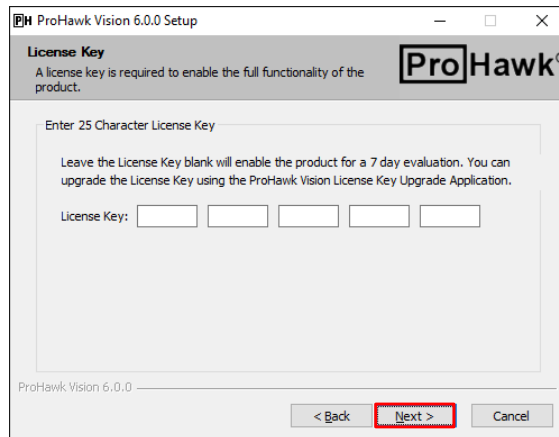 PH ProHawk Vision 6.0.0 Setup
License Key
A license key is required to enable the full functionality of the
product.
ProHawk®
Enter 25 Character License Key
Leave the License Key blank will enable the product for a 7 day evaluation. You can
upgrade the License Key using the ProHawk Vision License Key Upgrade Application.
License Key:
ProHawk Vision 6.0.0
< Back Next > Cancel